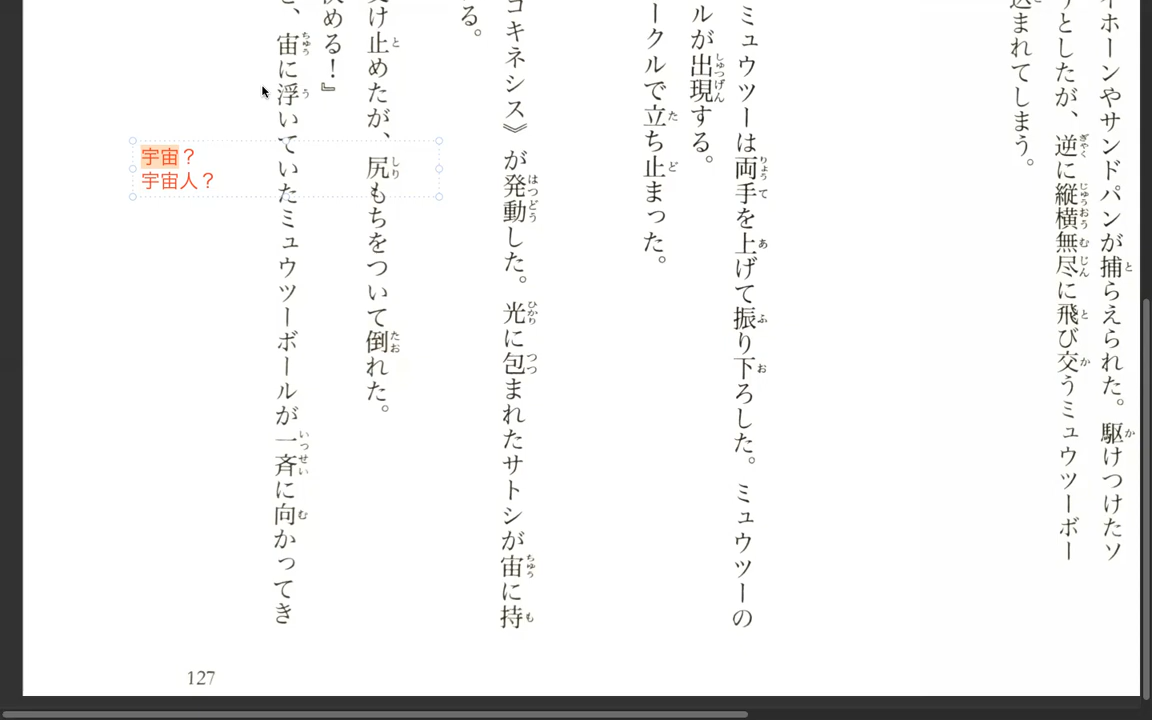 イホーンやサンドパンが捕らえられた。駆けつけたソ
うとしたが、逆に縦横無尽に飛び交うミュウツーボー
込まれてしまう。
ミュウツーは両手を上げて振り下ろした。ミュウツーの
ルが出現する。
ークルで立ち止まった。
コキネシス》が発動した。光に包まれたサトシが宙に持
る。
け止めたが、尻もちをついて倒れた。
める！』
、宙に浮いていたミュウツーボールが一斉に向かってき
宇宙？
宇宙人？
127